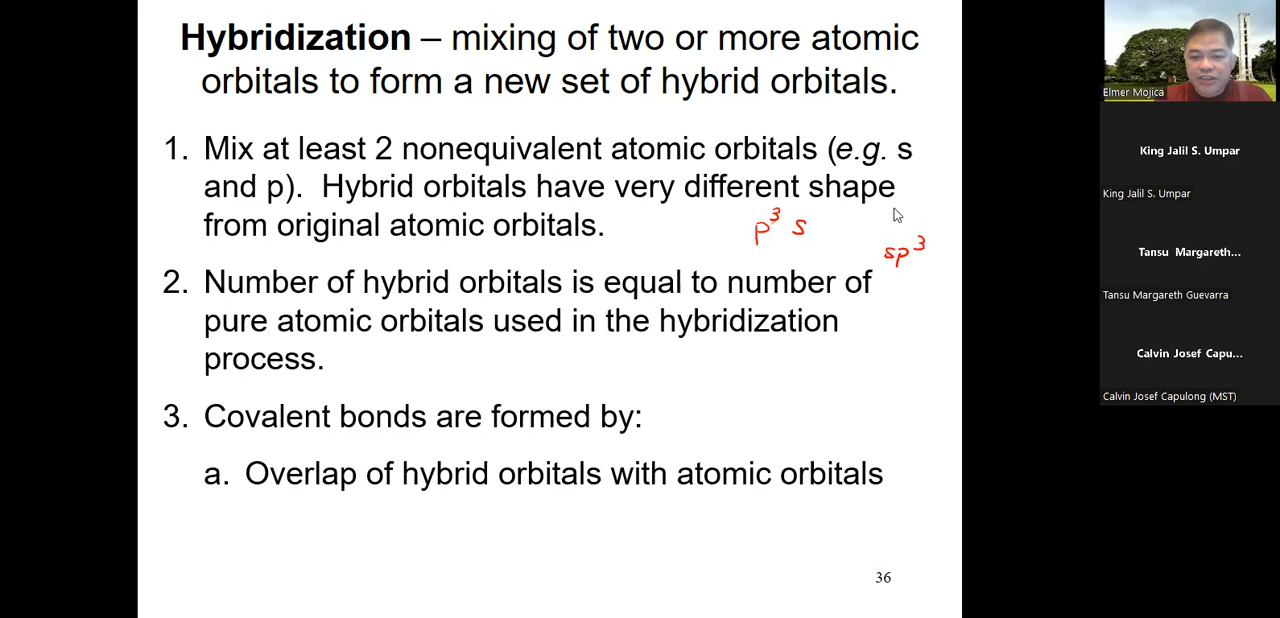 Hybridization – mixing of two or more atomic
orbitals to form a new set of hybrid orbitals.
1. Mix at least 2 nonequivalent atomic orbitals (e.g. s
and p). Hybrid orbitals have very different shape
from original atomic orbitals.
p³ s
sp³
2. Number of hybrid orbitals is equal to number of
pure atomic orbitals used in the hybridization
process.
3. Covalent bonds are formed by:
a. Overlap of hybrid orbitals with atomic orbitals
36
Elmer Mojica
King Jalil S. Umpar
King Jalil S. Umpar
Tansu Margareth...
Tansu Margareth Guevarra
Calvin Josef Capu...
Calvin Josef Capulong (MST)